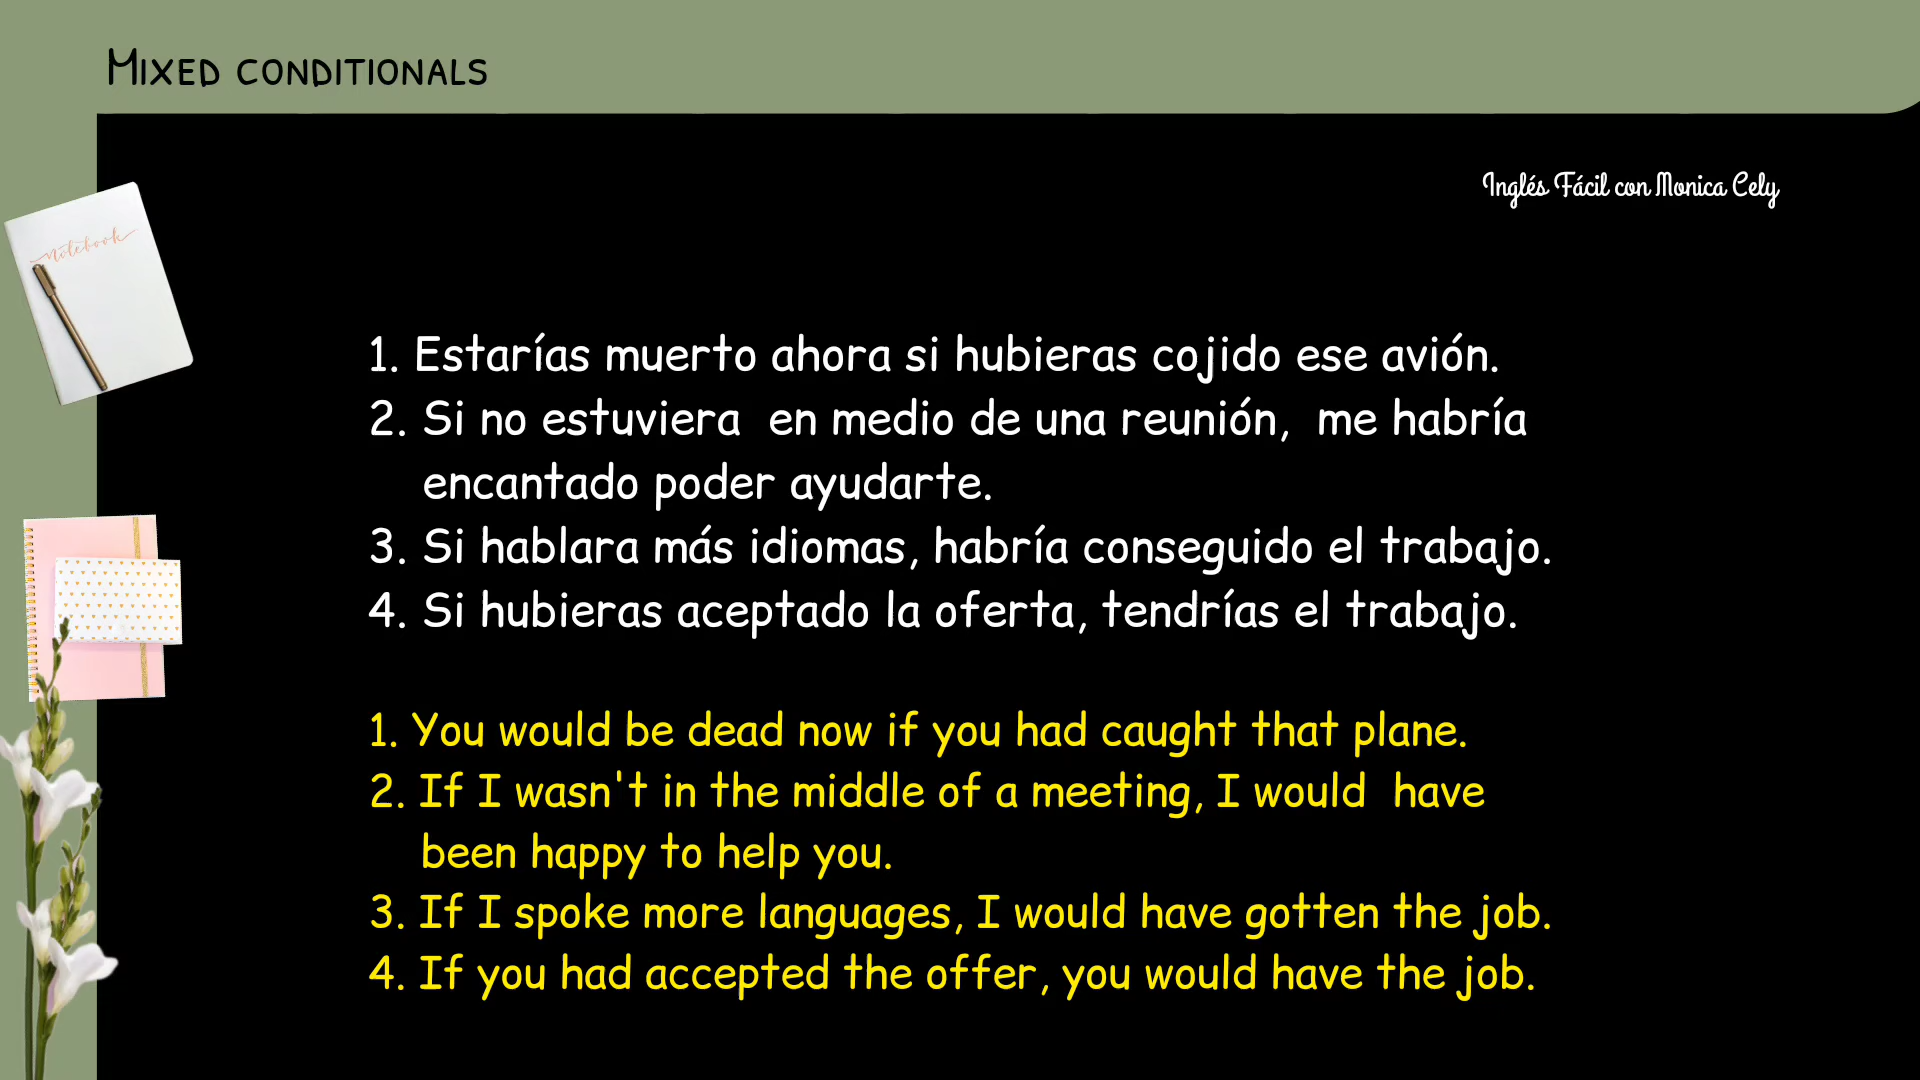 Mixed conditionals
Inglés Fácil con Monica Cely
notebook
1. Estarías muerto ahora si hubieras cojido ese avión.
2. Si no estuviera en medio de una reunión, me habría
encantado poder ayudarte.
3. Si hablara más idiomas, habría conseguido el trabajo.
4. Si hubieras aceptado la oferta, tendrías el trabajo.
1. You would be dead now if you had caught that plane.
2. If I wasn't in the middle of a meeting, I would have
been happy to help you.
3. If I spoke more languages, I would have gotten the job.
4. If you had accepted the offer, you would have the job.